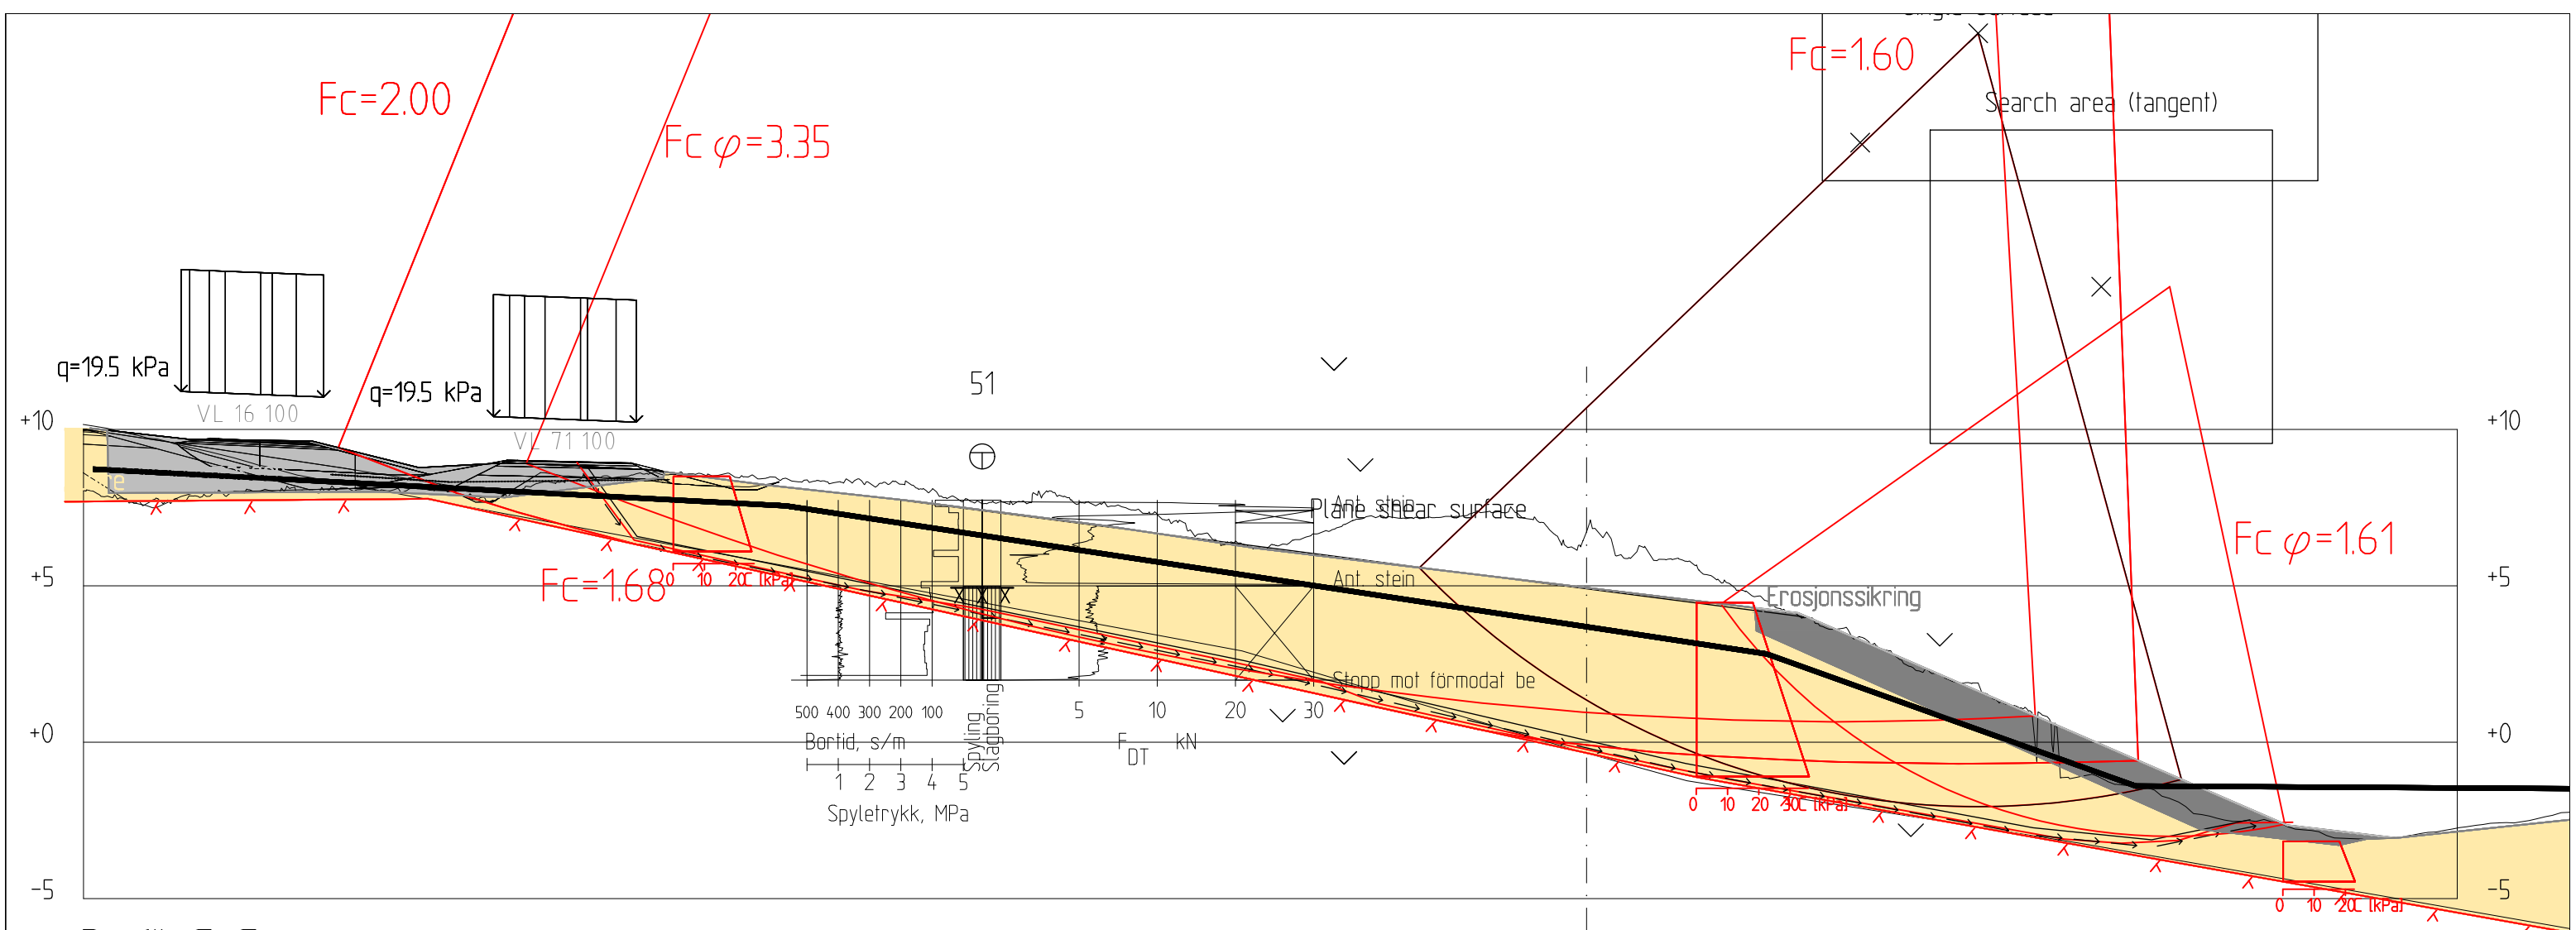 Fc=1.60
Search area (tangent)
Fc=2.00
Fc φ=3.35
q=19.5 kPa
q=19.5 kPa
51
VL 16 100
VL 71 100
+10
+10
Plane shear surface
Ant. stein
Fc φ=1.61
+5
+5
Fc=1.68
0 10 20 C [kPa]
Ant. stein
Erosjonssikring
Stopp mot förmodat be
500 400 300 200 100
5 10 20 30
Spyling
Slagboring
+0
+0
Bortid, s/m
F DT kN
1 2 3 4 5
Spyletrykk, MPa
0 10 20 30 C [kPa]
-5
-5
0 10 20 C [kPa]